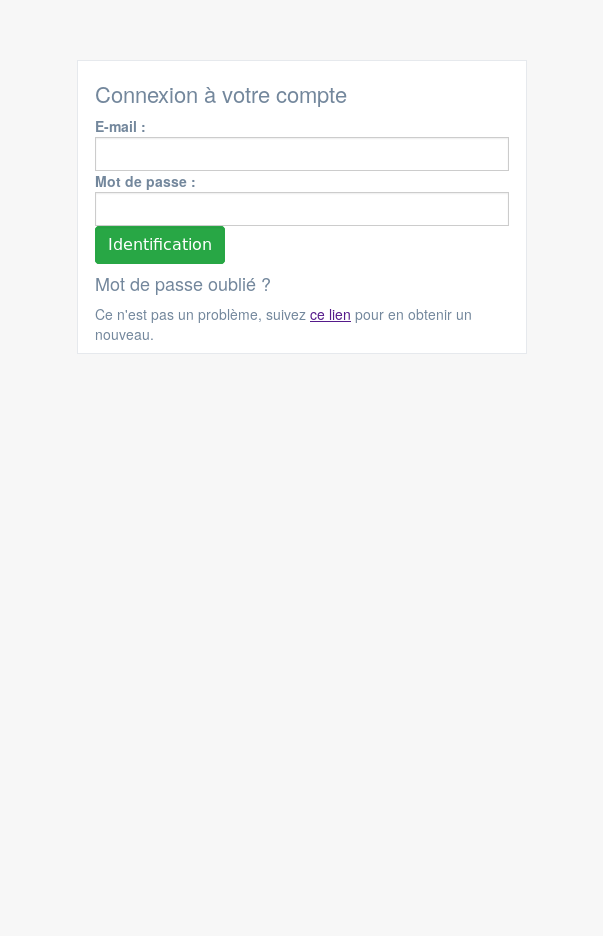 Connexion à votre compte
E-mail :
Mot de passe :
Identification
Mot de passe oublié ?
Ce n'est pas un problème, suivez ce lien pour en obtenir un
nouveau.